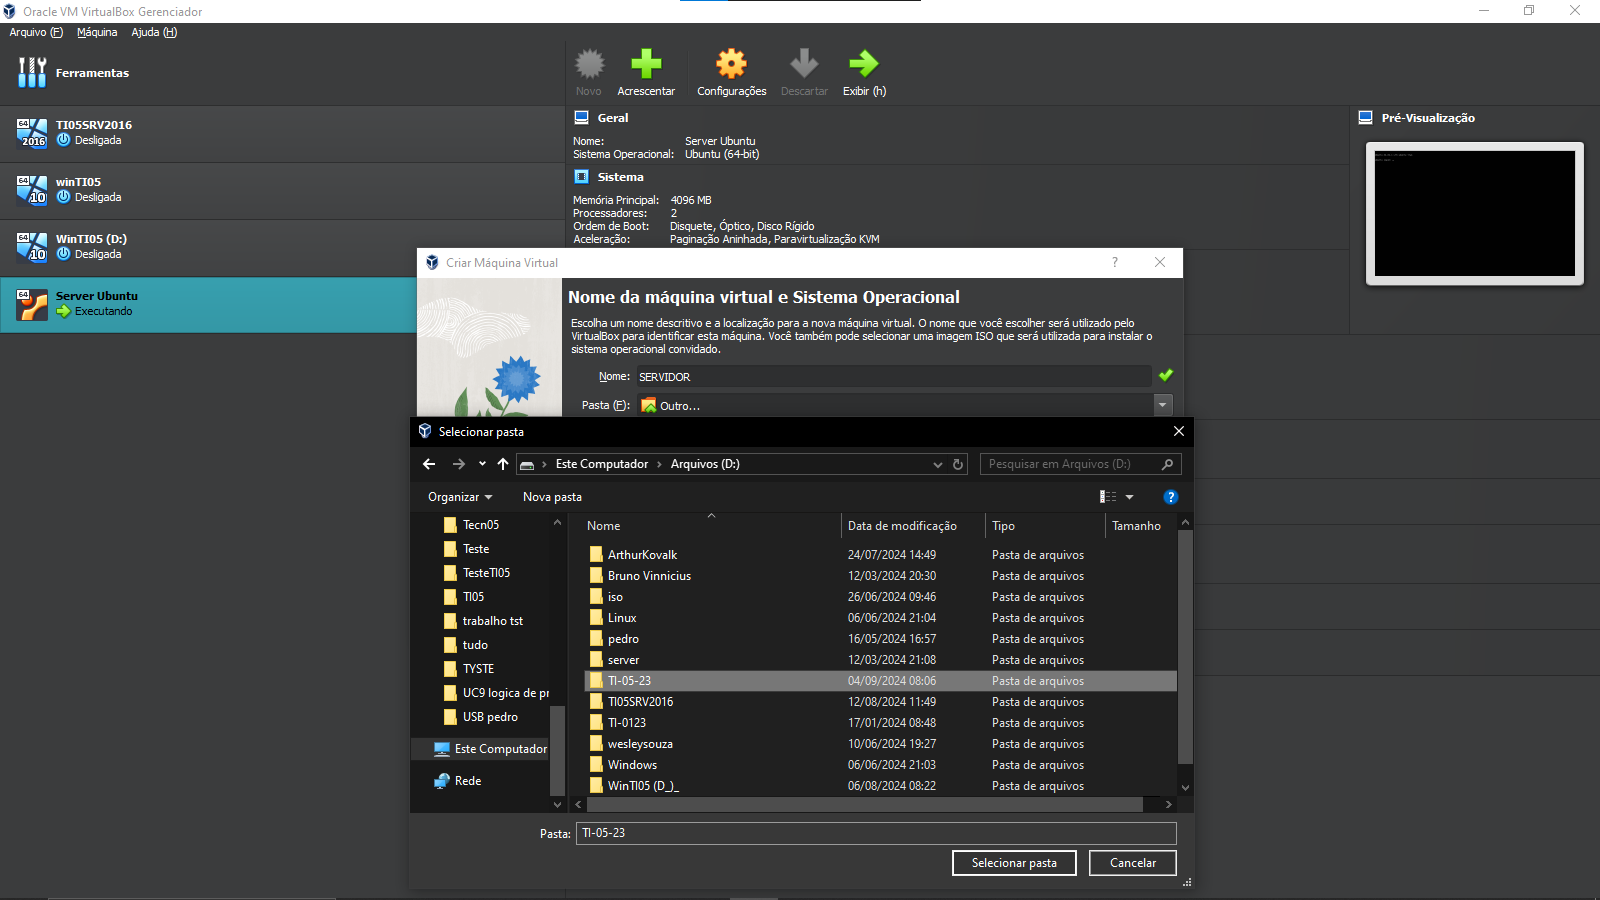 Oracle VM VirtualBox Gerenciador
Arquivo (F) Máquina Ajuda (H)
Ferramentas
Novo Acrescentar Configurações Descartar Exibir (h)
64 2016 TI05SRV2016
Desligada
64 10 winTI05
Desligada
64 10 WinTI05 (D:)
Desligada
64 Server Ubuntu
Executando
Geral
Nome: Server Ubuntu
Sistema Operacional: Ubuntu (64-bit)
Sistema
Memória Principal: 4096 MB
Processadores: 2
Ordem de Boot: Disquete, Óptico, Disco Rígido
Aceleração: Paginação Aninhada, Paravirtualização KVM
Pré-Visualização
Criar Máquina Virtual ?
Nome da máquina virtual e Sistema Operacional
Escolha um nome descritivo e a localização para a nova máquina virtual. O nome que você escolher será utilizado pelo
VirtualBox para identificar esta máquina. Você também pode selecionar uma imagem ISO que será utilizada para instalar o
sistema operacional convidado.
Nome: SERVIDOR
Pasta (F): Outro...
Selecionar pasta
Este Computador Arquivos (D:) Pesquisar em Arquivos (D:)
Organizar Nova pasta ?
Tecn05
Teste
TesteTI05
TI05
trabalho tst
tudo
TYSTE
UC9 logica de pr
USB pedro
Este Computador
Rede
Nome Data de modificação Tipo Tamanho
ArthurKovalk 24/07/2024 14:49 Pasta de arquivos
Bruno Vinnicius 12/03/2024 20:30 Pasta de arquivos
iso 26/06/2024 09:46 Pasta de arquivos
Linux 06/06/2024 21:04 Pasta de arquivos
pedro 16/05/2024 16:57 Pasta de arquivos
server 12/03/2024 21:08 Pasta de arquivos
TI-05-23 04/09/2024 08:06 Pasta de arquivos
TI05SRV2016 12/08/2024 11:49 Pasta de arquivos
TI-0123 17/01/2024 08:48 Pasta de arquivos
wesleysouza 10/06/2024 19:27 Pasta de arquivos
Windows 06/06/2024 21:03 Pasta de arquivos
WinTI05 (D_)_ 06/08/2024 08:22 Pasta de arquivos
Pasta: TI-05-23
Selecionar pasta Cancelar